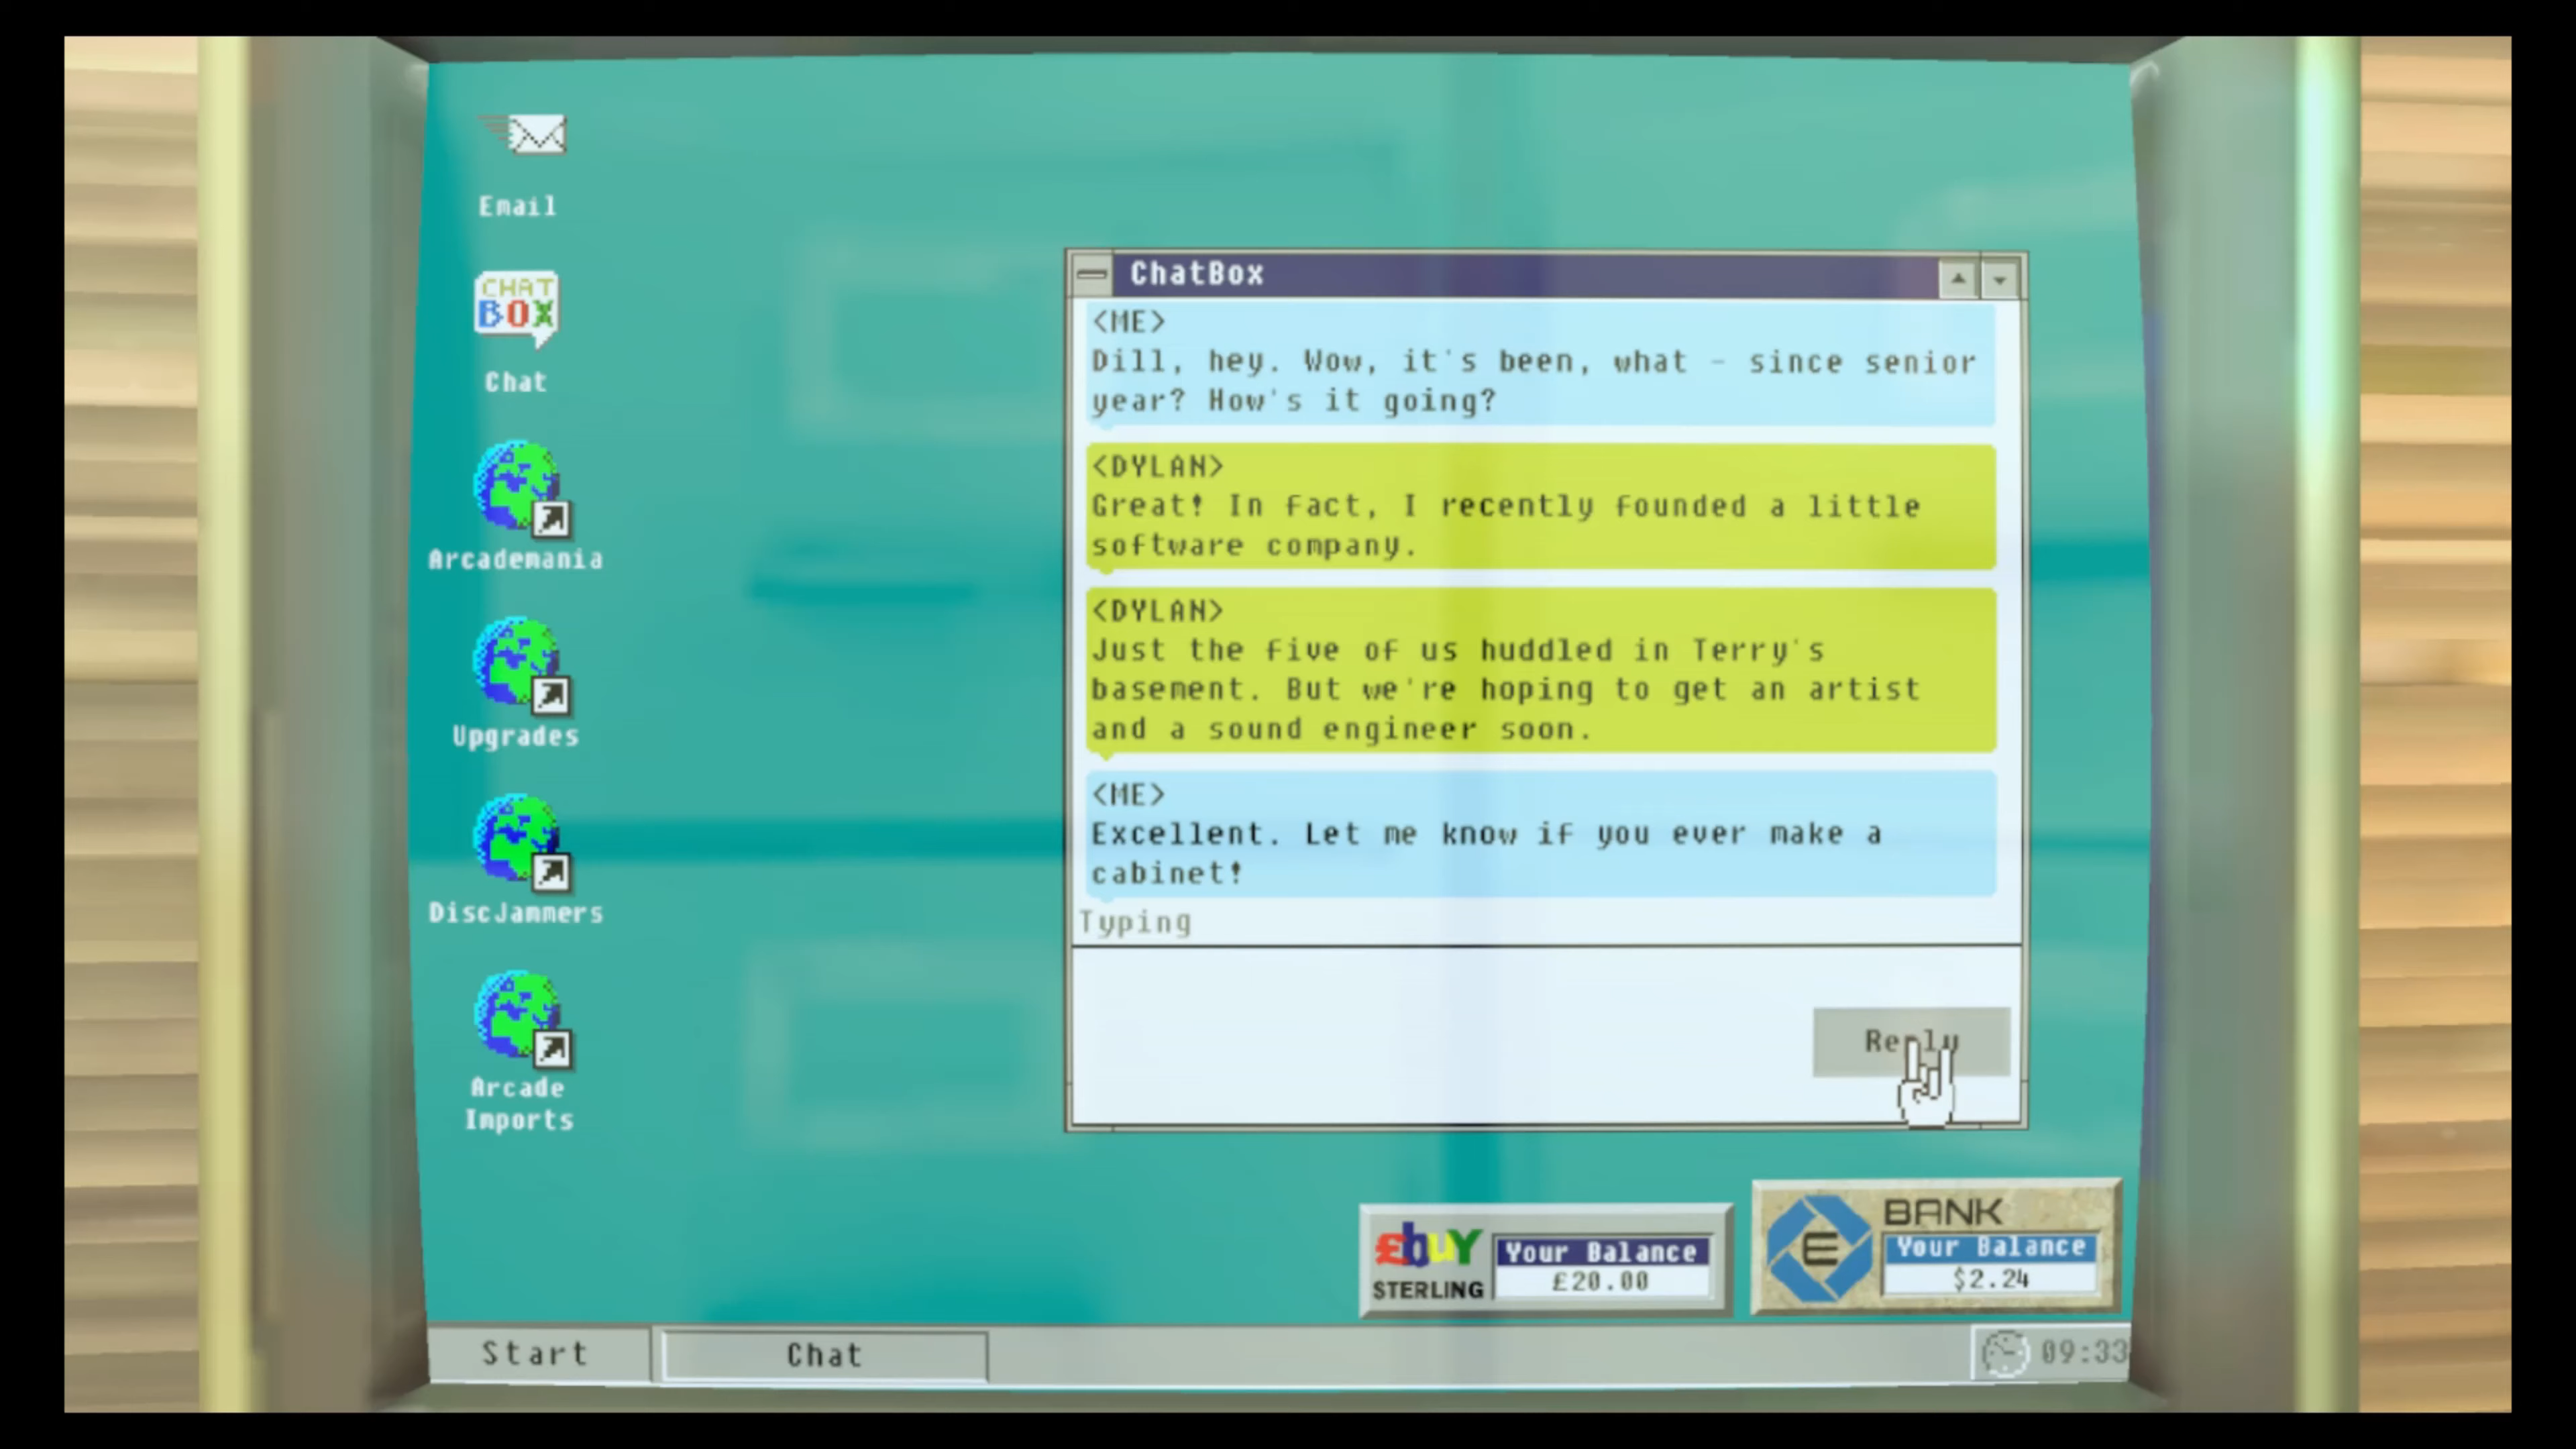 Email
CHAT
BOX
Chat
Arcademania
Upgrades
DiscJammers
Arcade
Imports
ChatBox
<ME>
Dill, hey. Wow, it's been, what - since senior
year? How's it going?
<DYLAN>
Great! In fact, I recently founded a little
software company.
<DYLAN>
Just the five of us huddled in Terry's
basement. But we're hoping to get an artist
and a sound engineer soon.
<ME>
Excellent. Let me know if you ever make a
cabinet!
Typing
Reply
£buY
STERLING
Your Balance
£20.00
E
BANK
Your Balance
$2.24
Start
Chat
09:33